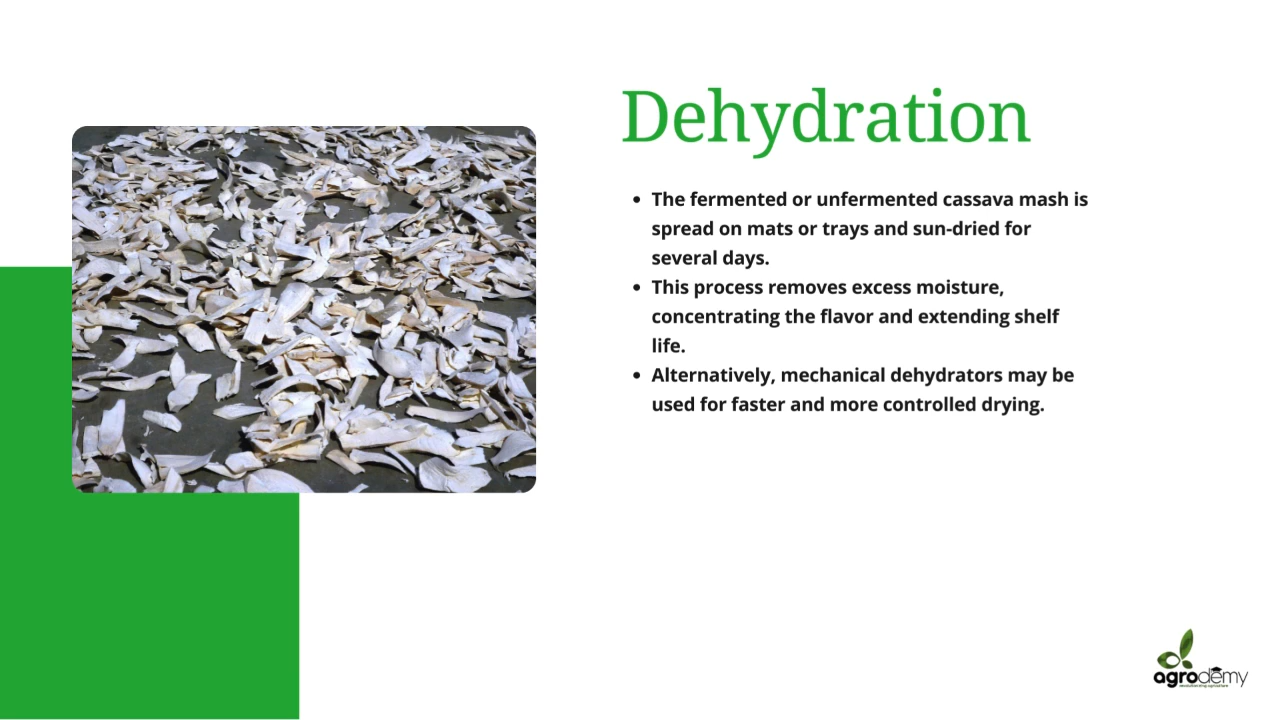 Dehydration
• The fermented or unfermented cassava mash is
spread on mats or trays and sun-dried for
several days.
• This process removes excess moisture,
concentrating the flavor and extending shelf
life.
• Alternatively, mechanical dehydrators may be
used for faster and more controlled drying.
agrodemy